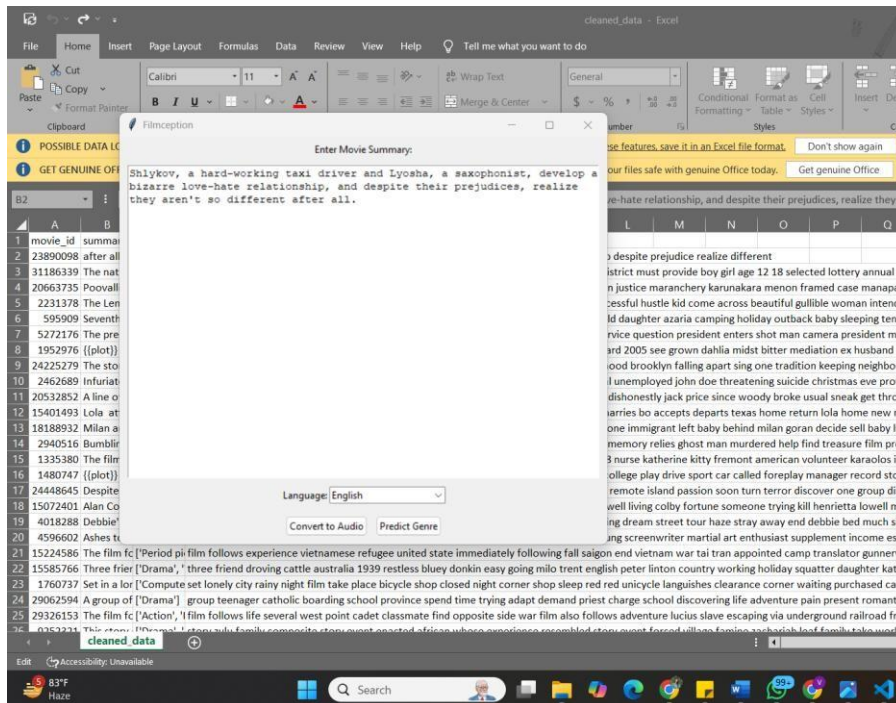 cleaned_data - Excel
File Home Insert Page Layout Formulas Data Review View Help Tell me what you want to do
Paste
Cut
Copy
Format Painter
Clipboard
Calibri 11
Wrap Text
Merge & Center
General
Conditional Formatting
Format as Table
Cell Styles
Insert
Styles
POSSIBLE DATA LO
se features, save it in an Excel file format.
Don't show again
GET GENUINE OFF
our files safe with genuine Office today.
Get genuine Office
Filmception
Enter Movie Summary:
Shlykov, a hard-working taxi driver and Lyosha, a saxophonist, develop a
bizarre love-hate relationship, and despite their prejudices, realize
they aren't so different after all.
Language: English
Convert to Audio Predict Genre
B2
e-hate relationship, and despite their prejudices, realize they
A B L M N O P Q
1 movie_id summar
2 23890098 after all despite prejudice realize different
3 31186339 The nat istrict must provide boy girl age 12 18 selected lottery annual
4 20663735 Poovalli n justice maranchery karunakara menon framed case manapa
5 2231378 The Len cessful hustle kid come across beautiful gullible woman intenc
6 595909 Seventh ld daughter azaria camping holiday outback baby sleeping ten
7 5272176 The pre rvice question president enters shot man camera president m
8 1952976 {{plot}} ard 2005 see grown dahlia midst bitter mediation ex husband
9 24225279 The sto ood brooklyn falling apart sing one tradition keeping neighbo
10 2462689 Infuriat l unemployed john doe threatening suicide christmas eve pro
11 20532852 A line o dishonestly jack price since woody broke usual sneak get thro
12 15401493 Lola at arries bo accepts departs texas home return lola home new r
13 18188932 Milan a one immigrant left baby behind milan goran decide sell baby l
14 2940516 Bumblin memory relies ghost man murdered help find treasure film pr
15 1335380 The film 3 nurse katherine kitty fremont american volunteer karaolos i
16 1480747 {{plot}} ollege play drive sport car called foreplay manager record sto
17 24448645 Despite remote island passion soon turn terror discover one group di
18 15072401 Alan Co well living colby fortune someone trying kill henrietta lowell m
19 4018288 Debbie' ng dream street tour haze stray away end debbie bed much s
20 4596602 Ashes to ung screenwriter martial art enthusiast supplement income es
21 15224586 The film fc ['Period pi film follows experience vietnamese refugee united state immediately following fall saigon end vietnam war tai tran appointed camp translator gunner
22 15585766 Three frier ['Drama', ' three friend droving cattle australia 1939 restless bluey donkin easy going milo trent english peter linton country working holiday squatter daughter kat
23 1760737 Set in a lor ['Compute set lonely city rainy night film take place bicycle shop closed night corner shop sleep red red unicycle languishes clearance corner waiting purchased ca
24 29062594 A group of ['Drama'] group teenager catholic boarding school province spend time trying adapt demand priest charge school discovering life adventure pain present romant
25 29326153 The film fc ['Action', 'I film follows life several west point cadet classmate find opposite side war film also follows adventure lucius slave escaping via underground railroad fr
cleaned_data
Edit Accessibility: Unavailable
5
83°F
Haze
Search
99+